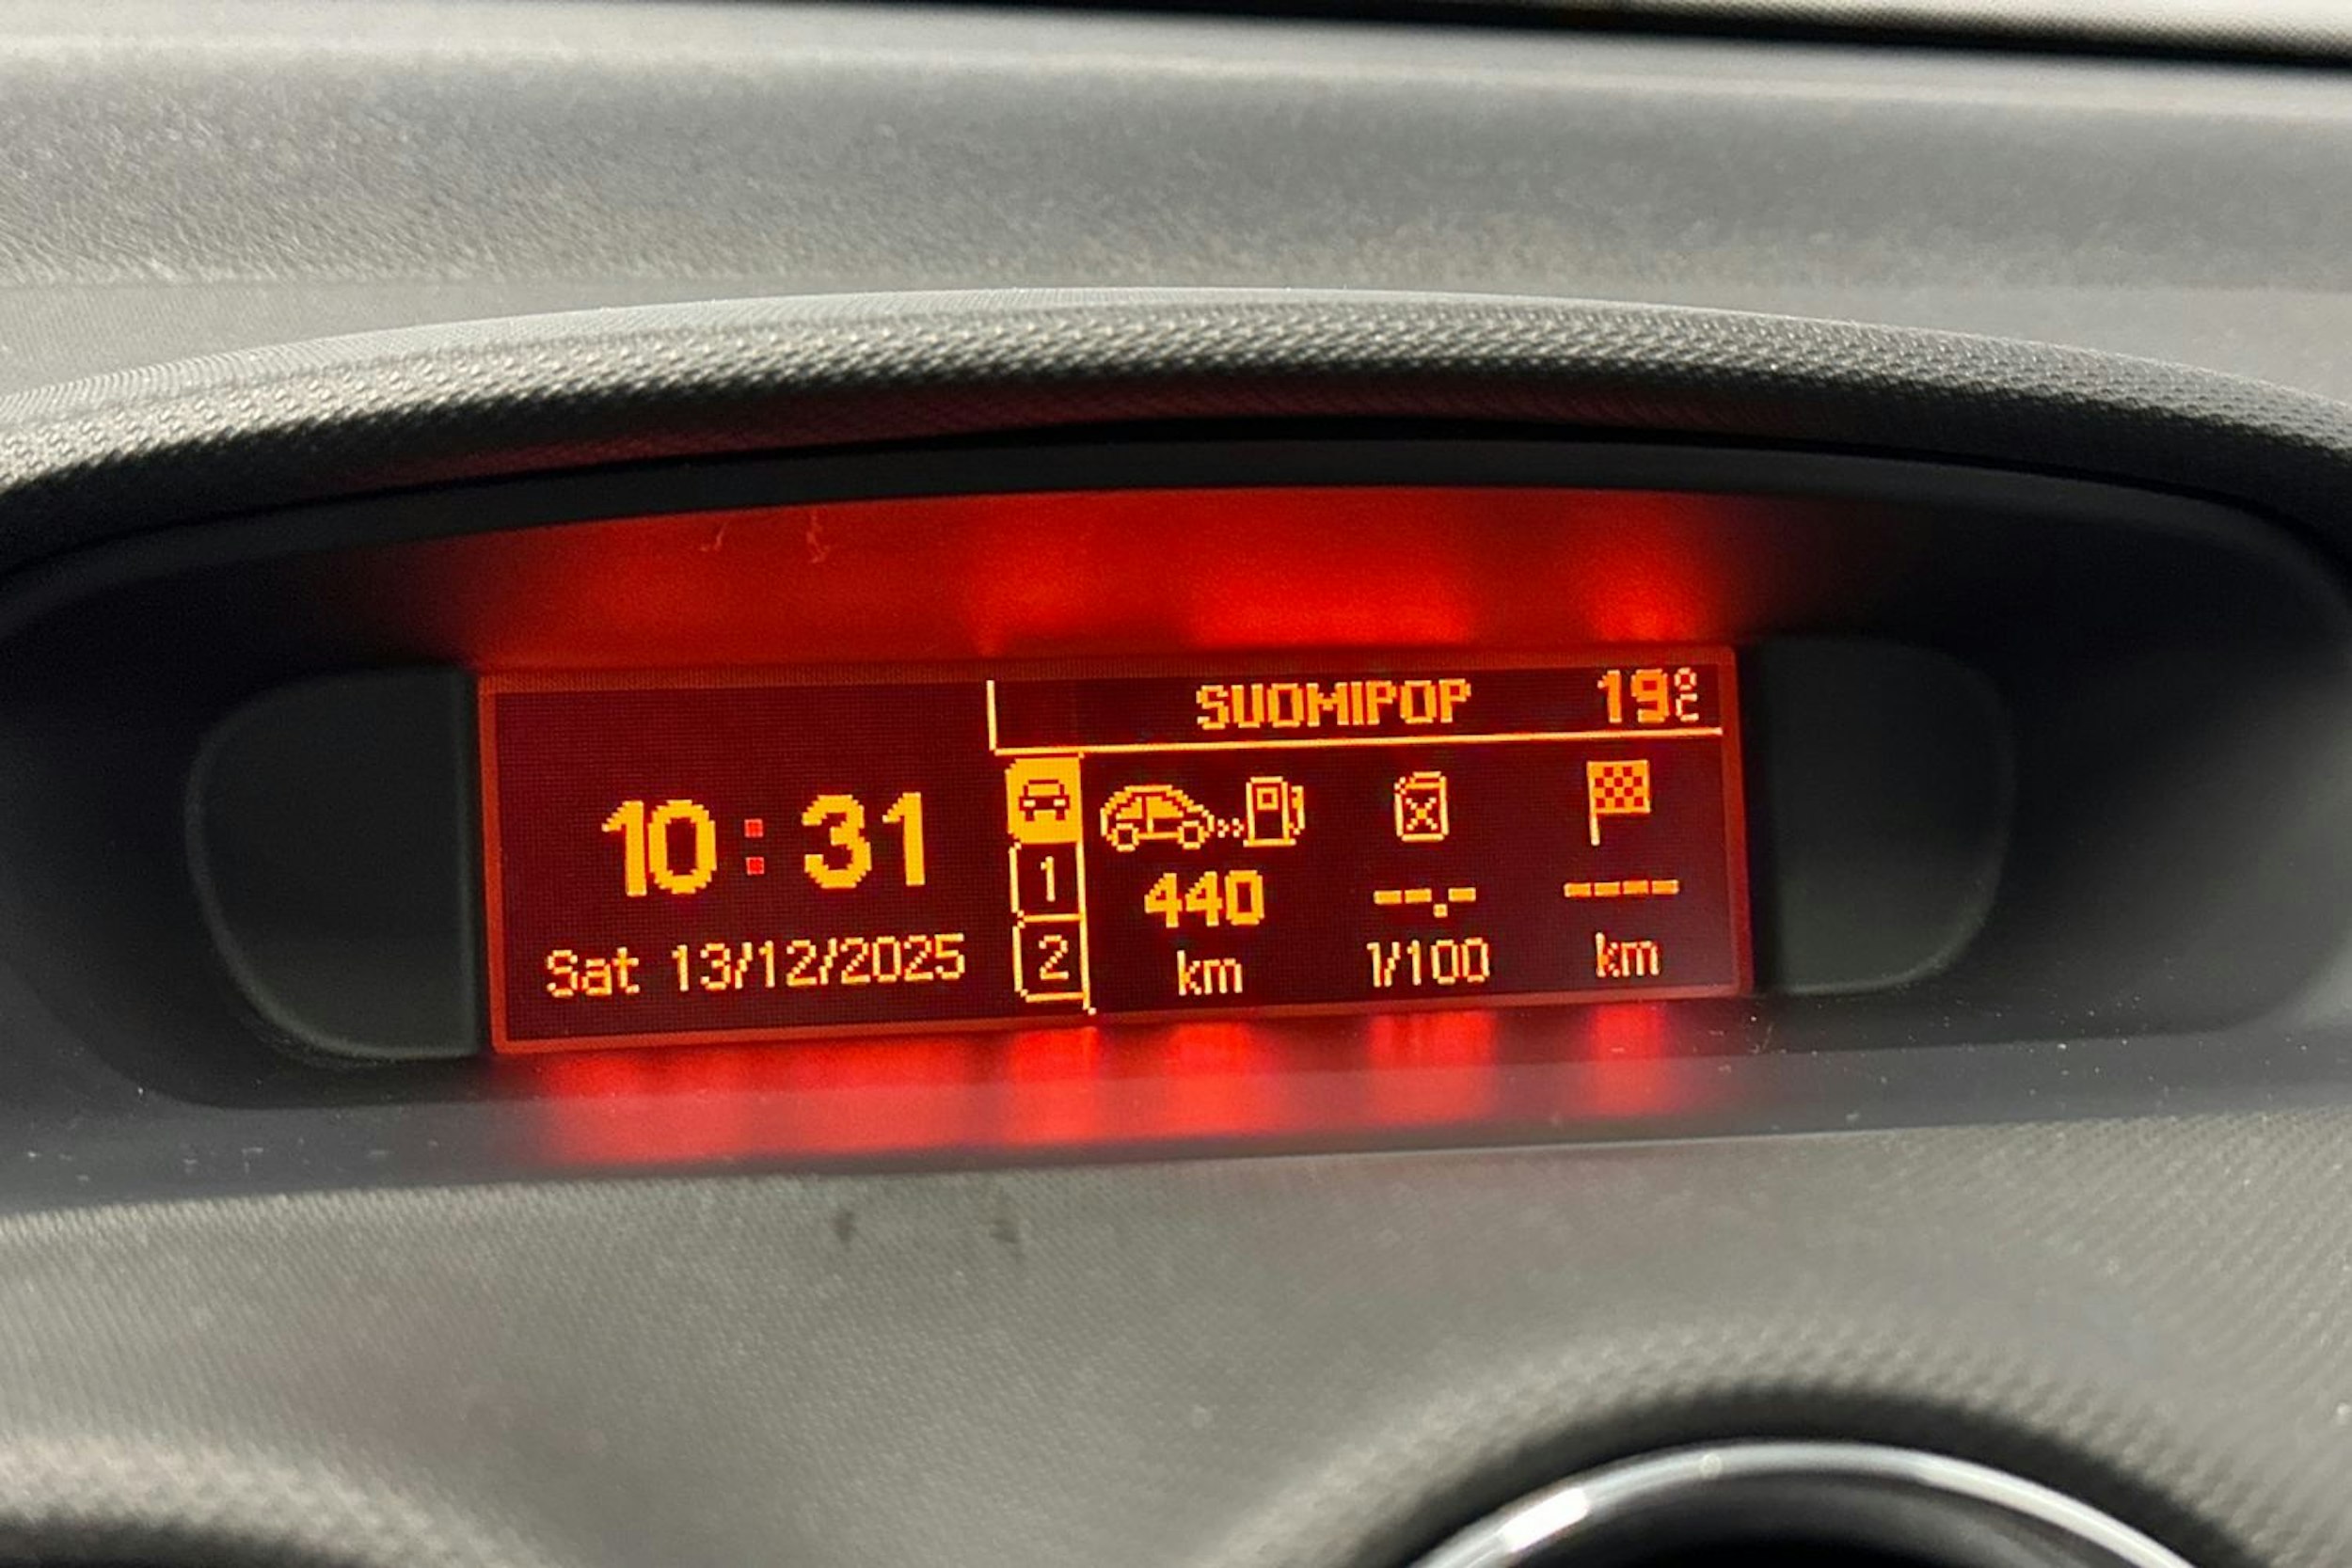 SUOMIPOP 19°C
10:31
Sat 13/12/2025
1
2
440
km
--.-
l/100
----
km